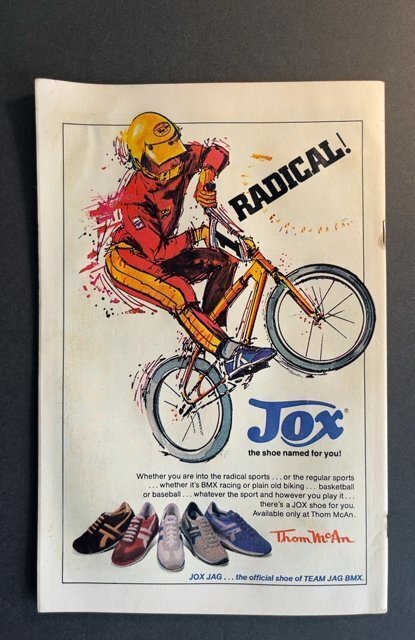 RADICAL!
1
Jox®
the shoe named for you!
Whether you are into the radical sports . . . or the regular sports
. . . whether it's BMX racing or plain old biking . . . basketball
or baseball . . . whatever the sport and however you play it . . .
there's a JOX shoe for you.
Available only at Thom McAn.
Thom McAn
JOX JAG . . . the official shoe of TEAM JAG BMX.